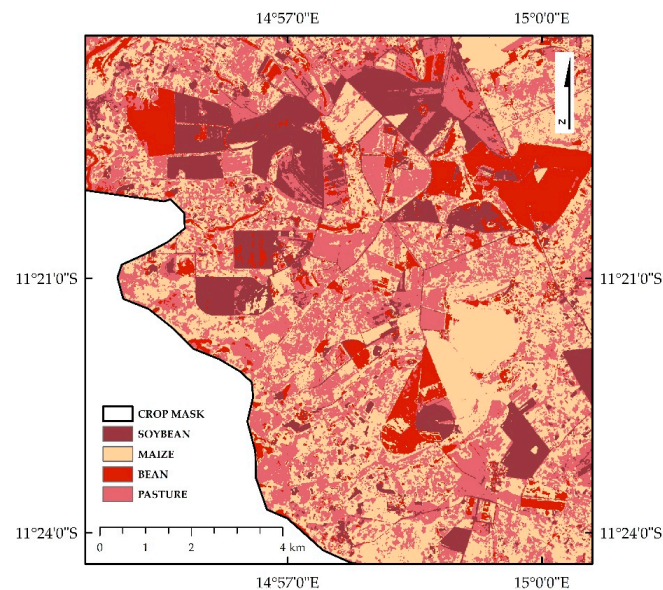 14°57'0"E 15°0'0"E
N
11°21'0"S 11°21'0"S
CROP MASK
SOYBEAN
MAIZE
BEAN
PASTURE
0 1 2 4 km
11°24'0"S 11°24'0"S
14°57'0"E 15°0'0"E